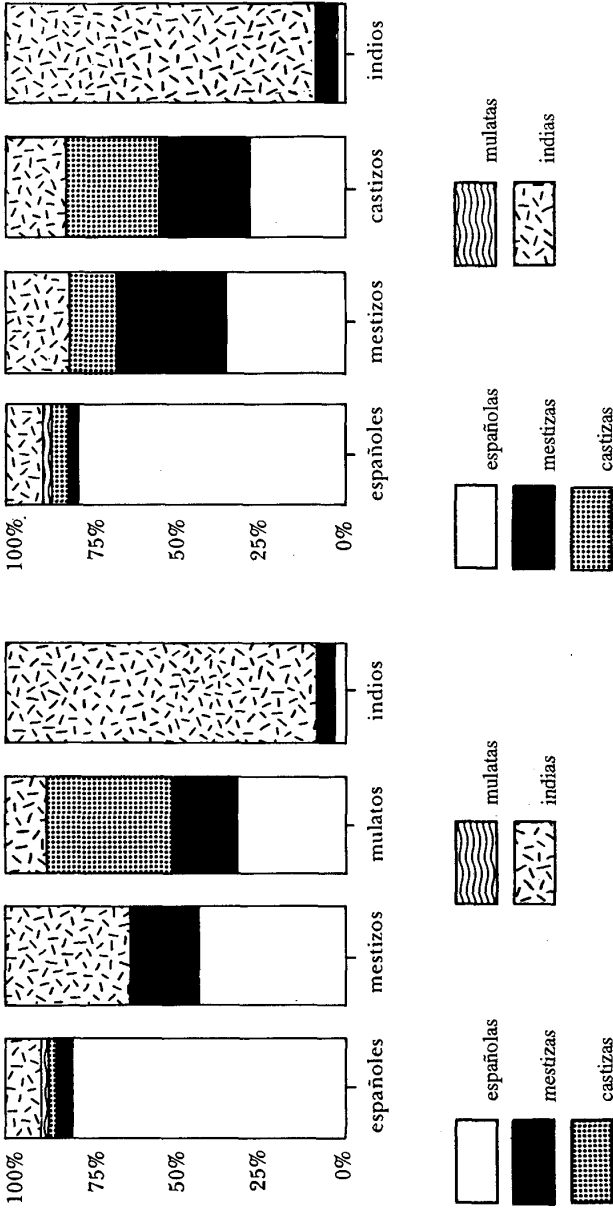 100%
75%
50%
25%
0%
españoles
mestizos
mulatos
indios
españolas
mestizas
castizas
mulatas
indias
100%
75%
50%
25%
0%
españoles
mestizos
castizos
indios
españolas
mestizas
castizas
mulatas
indias